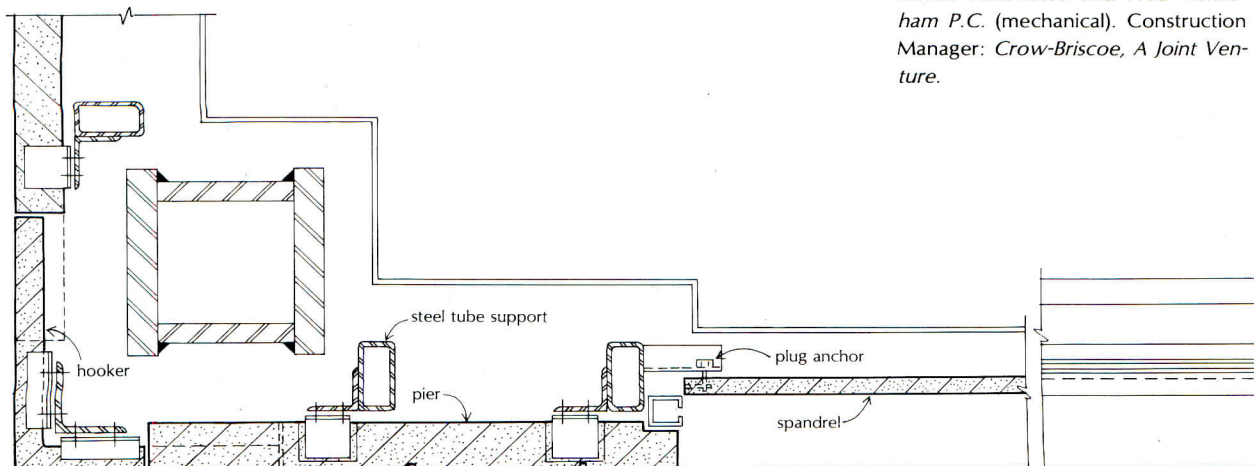 ham P.C. (mechanical). Construction
Manager: Crow-Briscoe, A Joint Ven-
ture.
steel tube support
plug anchor
hooker
pier
spandrel